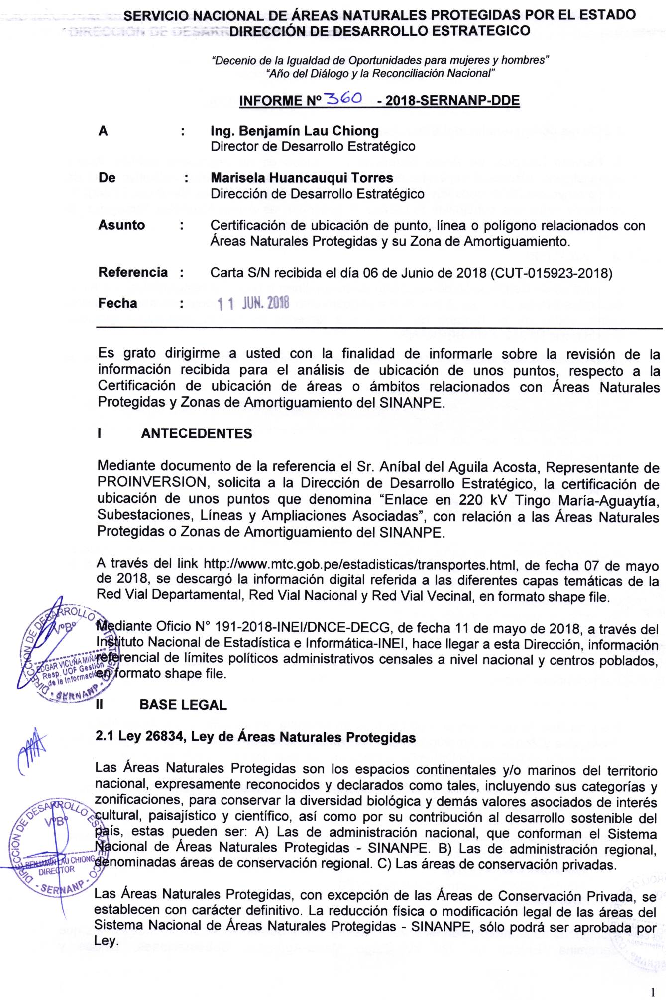 SERVICIO NACIONAL DE ÁREAS NATURALES PROTEGIDAS POR EL ESTADO
DIRECCIÓN DE DESARROLLO ESTRATEGICO
“Decenio de la Igualdad de Oportunidades para mujeres y hombres”
“Año del Diálogo y la Reconciliación Nacional”
INFORME Nº 360 - 2018-SERNANP-DDE
A : Ing. Benjamín Lau Chiong
Director de Desarrollo Estratégico
De : Marisela Huancauqui Torres
Dirección de Desarrollo Estratégico
Asunto : Certificación de ubicación de punto, línea o polígono relacionados con
Áreas Naturales Protegidas y su Zona de Amortiguamiento.
Referencia : Carta S/N recibida el día 06 de Junio de 2018 (CUT-015923-2018)
Fecha : 11 JUN. 2018
Es grato dirigirme a usted con la finalidad de informarle sobre la revisión de la
información recibida para el análisis de ubicación de unos puntos, respecto a la
Certificación de ubicación de áreas o ámbitos relacionados con Áreas Naturales
Protegidas y Zonas de Amortiguamiento del SINANPE.
I ANTECEDENTES
Mediante documento de la referencia el Sr. Aníbal del Aguila Acosta, Representante de
PROINVERSION, solicita a la Dirección de Desarrollo Estratégico, la certificación de
ubicación de unos puntos que denomina “Enlace en 220 kV Tingo María-Aguaytía,
Subestaciones, Líneas y Ampliaciones Asociadas”, con relación a las Áreas Naturales
Protegidas o Zonas de Amortiguamiento del SINANPE.
A través del link http://www.mtc.gob.pe/estadisticas/transportes.html, de fecha 07 de mayo
de 2018, se descargó la información digital referida a las diferentes capas temáticas de la
Red Vial Departamental, Red Vial Nacional y Red Vial Vecinal, en formato shape file.
Mediante Oficio N° 191-2018-INEI/DNCE-DECG, de fecha 11 de mayo de 2018, a través del
Instituto Nacional de Estadística e Informática-INEI, hace llegar a esta Dirección, información
referencial de límites políticos administrativos censales a nivel nacional y centros poblados,
en formato shape file.
DIRECCION DE DESARROLLO ESTRATEGICO
VºBº
EDGAR VICUÑA MIÑANO
Resp. UOF Gestión
de la Información
- SERNANP -
II BASE LEGAL
2.1 Ley 26834, Ley de Áreas Naturales Protegidas
Las Áreas Naturales Protegidas son los espacios continentales y/o marinos del territorio
nacional, expresamente reconocidos y declarados como tales, incluyendo sus categorías y
zonificaciones, para conservar la diversidad biológica y demás valores asociados de interés
cultural, paisajístico y científico, así como por su contribución al desarrollo sostenible del
país, estas pueden ser: A) Las de administración nacional, que conforman el Sistema
Nacional de Áreas Naturales Protegidas - SINANPE. B) Las de administración regional,
denominadas áreas de conservación regional. C) Las áreas de conservación privadas.
DIRECCION DE DESARROLLO ESTRATEGICO
VºBº
BENJAMIN LAU CHIONG
DIRECTOR
- SERNANP -
Las Áreas Naturales Protegidas, con excepción de las Áreas de Conservación Privada, se
establecen con carácter definitivo. La reducción física o modificación legal de las áreas del
Sistema Nacional de Áreas Naturales Protegidas - SINANPE, sólo podrá ser aprobada por
Ley.
1